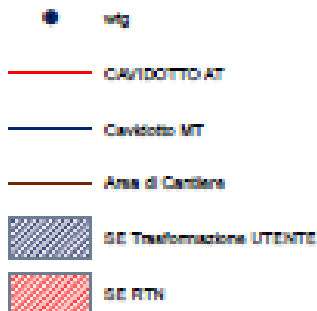 wtg
CAVIDOTTO AT
Cavidotto MT
Area di Cantiere
SE Trasformazione UTENTE
SE RTN